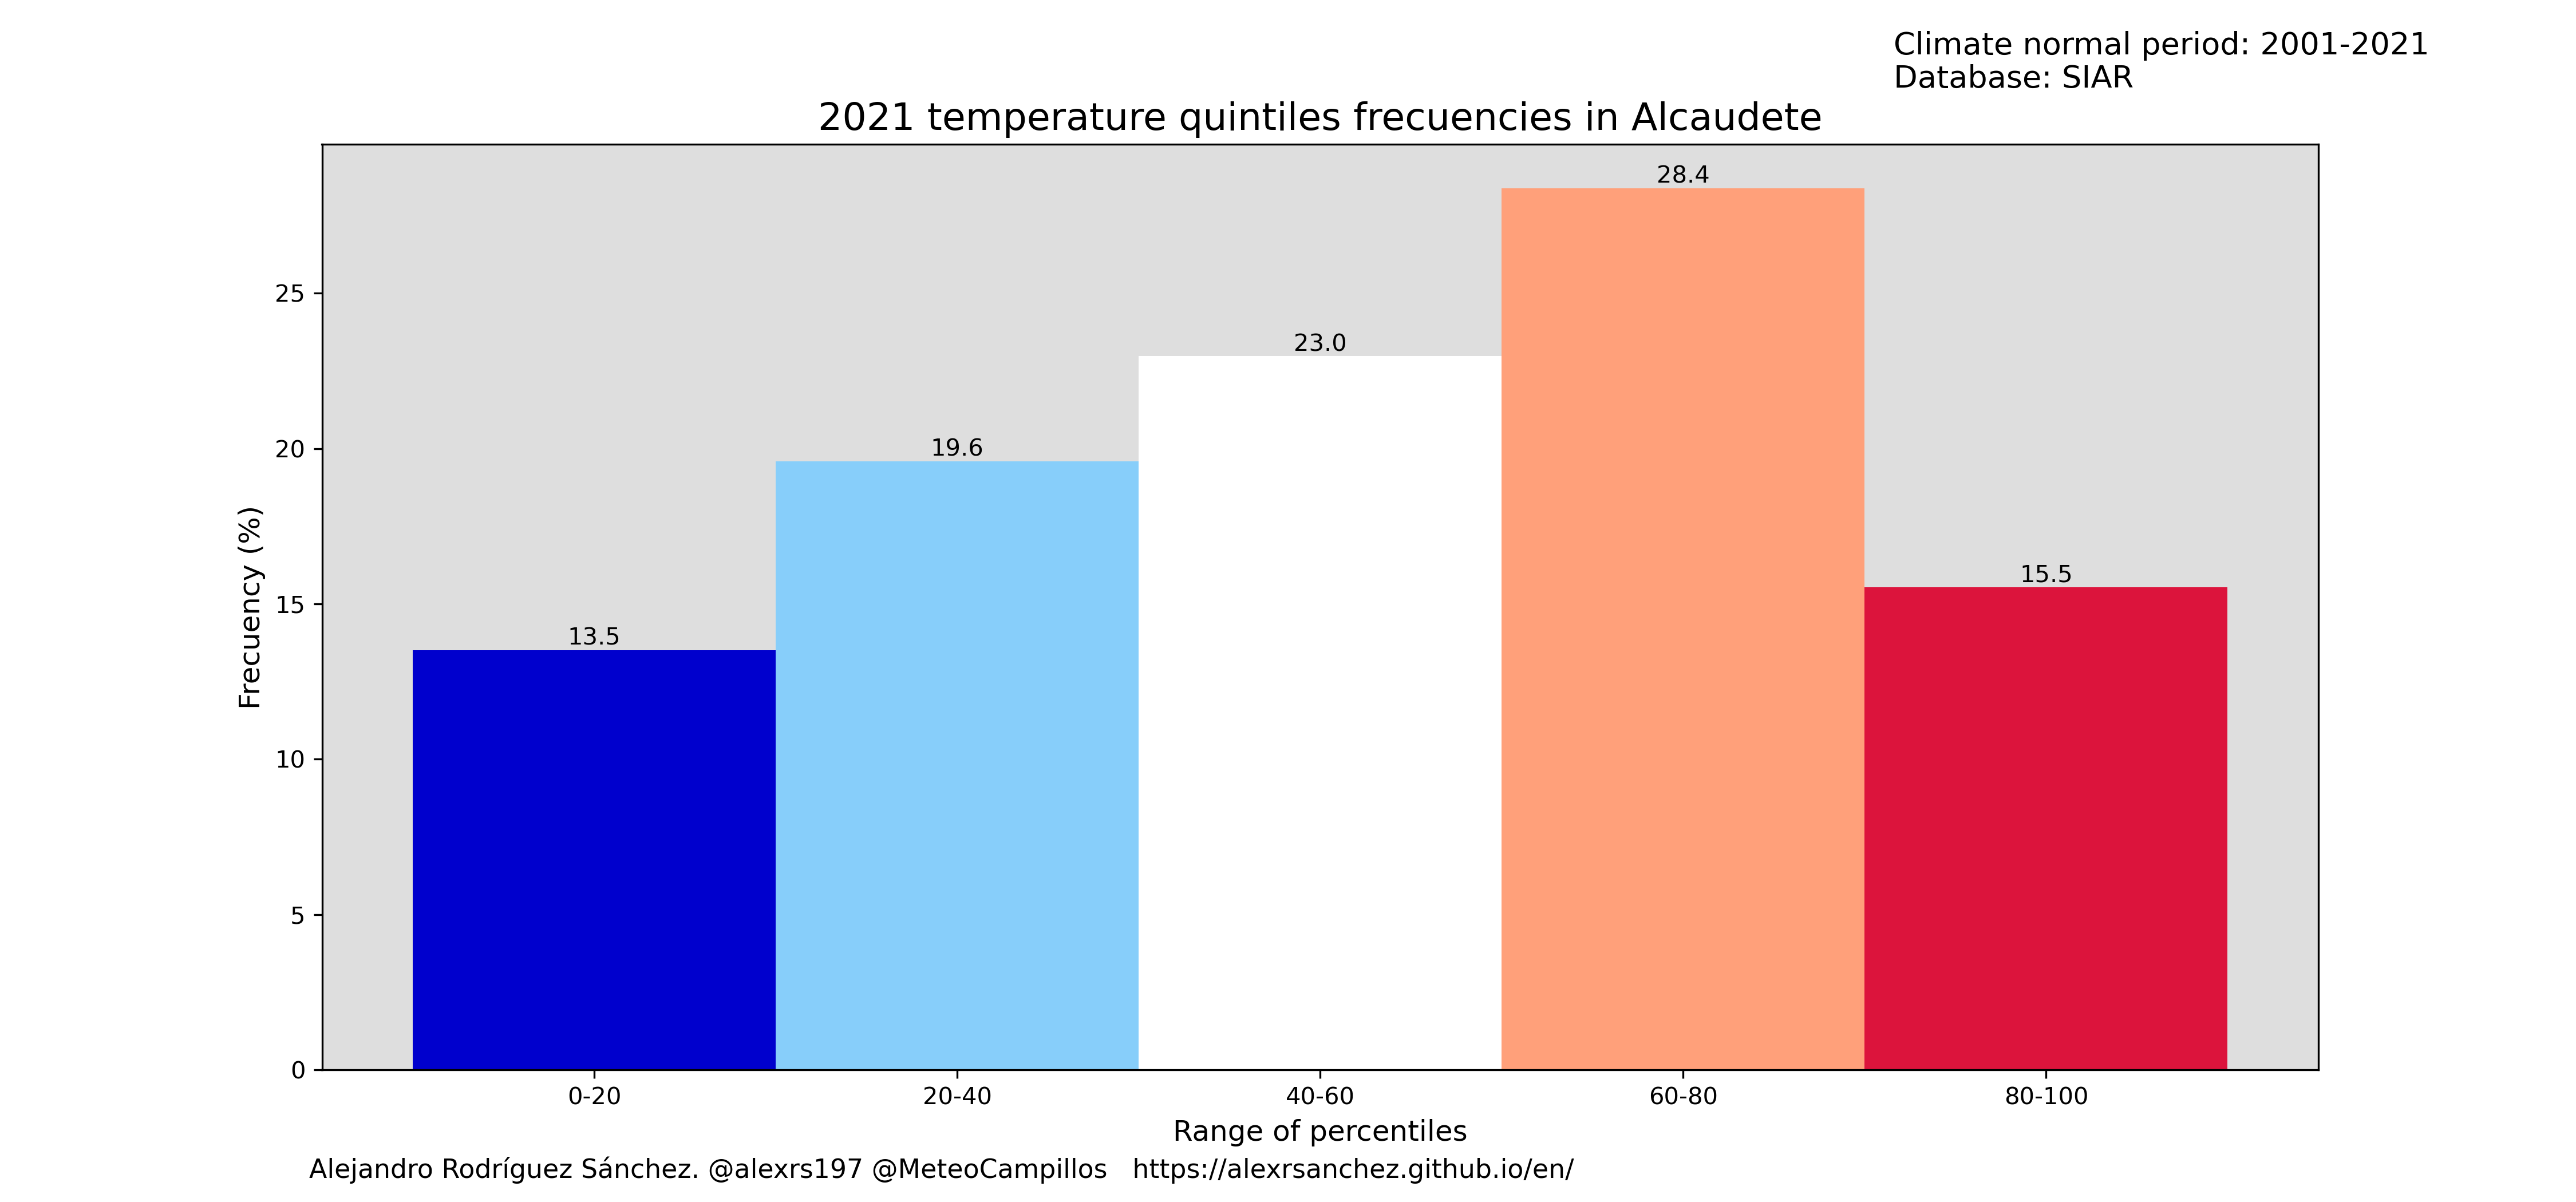 Climate normal period: 2001-2021
Database: SIAR
2021 temperature quintiles frecuencies in Alcaudete
28.4
25
23.0
20
19.6
15.5
15
13.5
Frecuency (%)
10
5
0
0-20 20-40 40-60 60-80 80-100
Range of percentiles
Alejandro Rodríguez Sánchez. @alexrs197 @MeteoCampillos https://alexrsanchez.github.io/en/